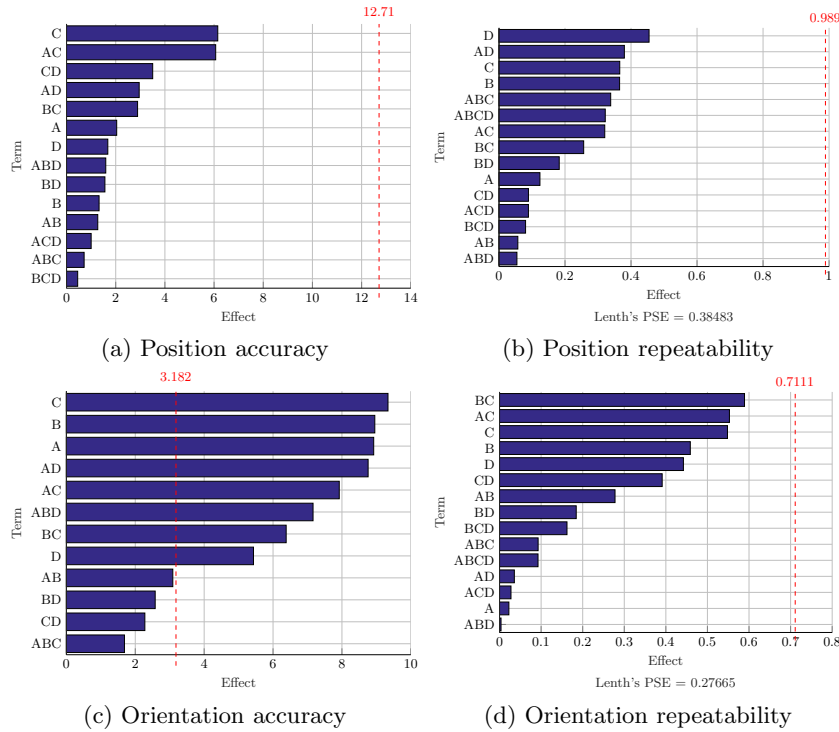 12.71
C
AC
CD
AD
BC
A
D
ABD
BD
B
AB
ACD
ABC
BCD
Term
0 2 4 6 8 10 12 14
Effect
(a) Position accuracy
0.989
D
AD
C
B
ABC
ABCD
AC
BC
BD
A
CD
ACD
BCD
AB
ABD
Term
0 0.2 0.4 0.6 0.8 1
Effect
Lenth's PSE = 0.38483
(b) Position repeatability
3.182
C
B
A
AD
AC
ABD
BC
D
AB
BD
CD
ABC
Term
0 2 4 6 8 10
Effect
(c) Orientation accuracy
0.7111
BC
AC
C
B
D
CD
AB
BD
BCD
ABC
ABCD
AD
ACD
A
ABD
Term
0 0.1 0.2 0.3 0.4 0.5 0.6 0.7 0.8
Effect
Lenth's PSE = 0.27665
(d) Orientation repeatability